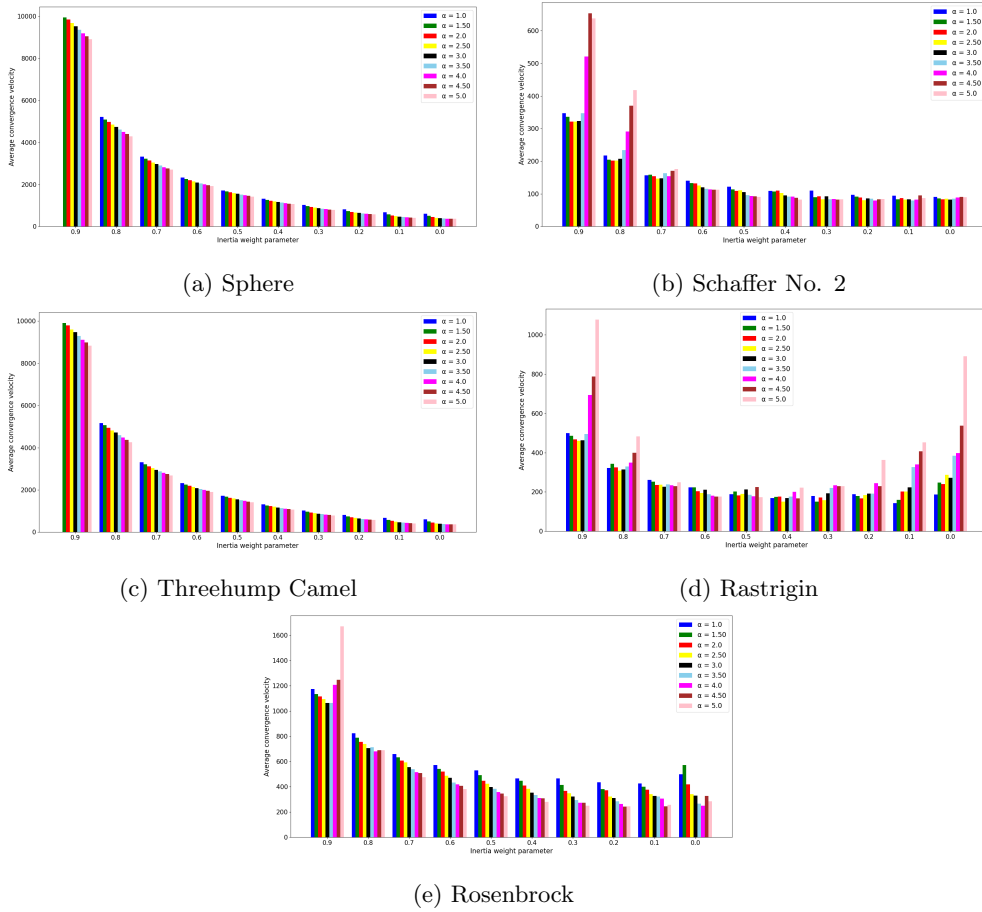 10000
8000
6000
4000
2000
0
Average convergence velocity
0.9 0.8 0.7 0.6 0.5 0.4 0.3 0.2 0.1 0.0
Inertia weight parameter
α = 1.0
α = 1.50
α = 2.0
α = 2.50
α = 3.0
α = 3.50
α = 4.0
α = 4.50
α = 5.0
(a) Sphere
600
500
400
300
200
100
0
Average convergence velocity
0.9 0.8 0.7 0.6 0.5 0.4 0.3 0.2 0.1 0.0
Inertia weight parameter
α = 1.0
α = 1.50
α = 2.0
α = 2.50
α = 3.0
α = 3.50
α = 4.0
α = 4.50
α = 5.0
(b) Schaffer No. 2
10000
8000
6000
4000
2000
0
Average convergence velocity
0.9 0.8 0.7 0.6 0.5 0.4 0.3 0.2 0.1 0.0
Inertia weight parameter
α = 1.0
α = 1.50
α = 2.0
α = 2.50
α = 3.0
α = 3.50
α = 4.0
α = 4.50
α = 5.0
(c) Threehump Camel
1000
800
600
400
200
0
Average convergence velocity
0.9 0.8 0.7 0.6 0.5 0.4 0.3 0.2 0.1 0.0
Inertia weight parameter
α = 1.0
α = 1.50
α = 2.0
α = 2.50
α = 3.0
α = 3.50
α = 4.0
α = 4.50
α = 5.0
(d) Rastrigin
1600
1400
1200
1000
800
600
400
200
0
Average convergence velocity
0.9 0.8 0.7 0.6 0.5 0.4 0.3 0.2 0.1 0.0
Inertia weight parameter
α = 1.0
α = 1.50
α = 2.0
α = 2.50
α = 3.0
α = 3.50
α = 4.0
α = 4.50
α = 5.0
(e) Rosenbrock